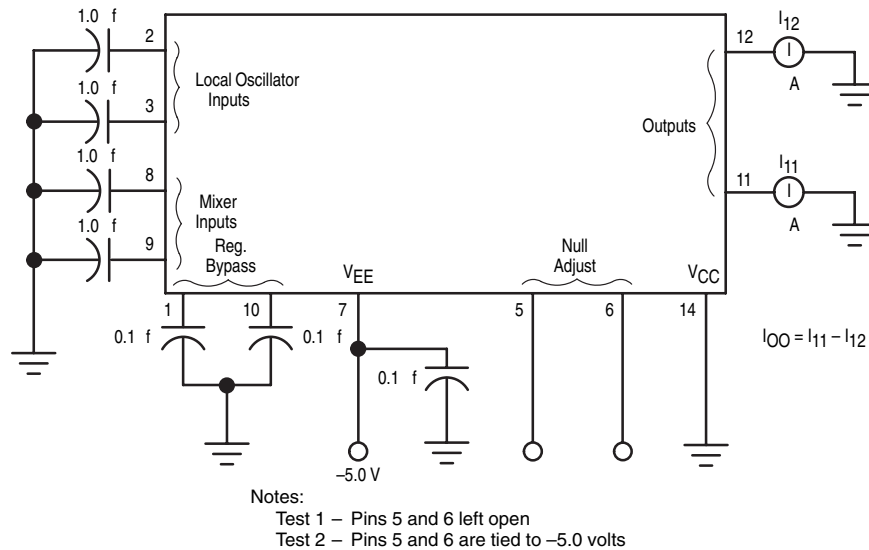 1.0 f
2
Local Oscillator
Inputs
1.0 f
3
1.0 f
8
Mixer
Inputs
1.0 f
9
Reg.
Bypass
VEE
Null
Adjust
VCC
Outputs
12
I12
I
A
11
I11
I
A
1
10
7
5
6
14
0.1 f
0.1 f
0.1 f
–5.0 V
IOO = I11 – I12
Notes:
Test 1 – Pins 5 and 6 left open
Test 2 – Pins 5 and 6 are tied to –5.0 volts